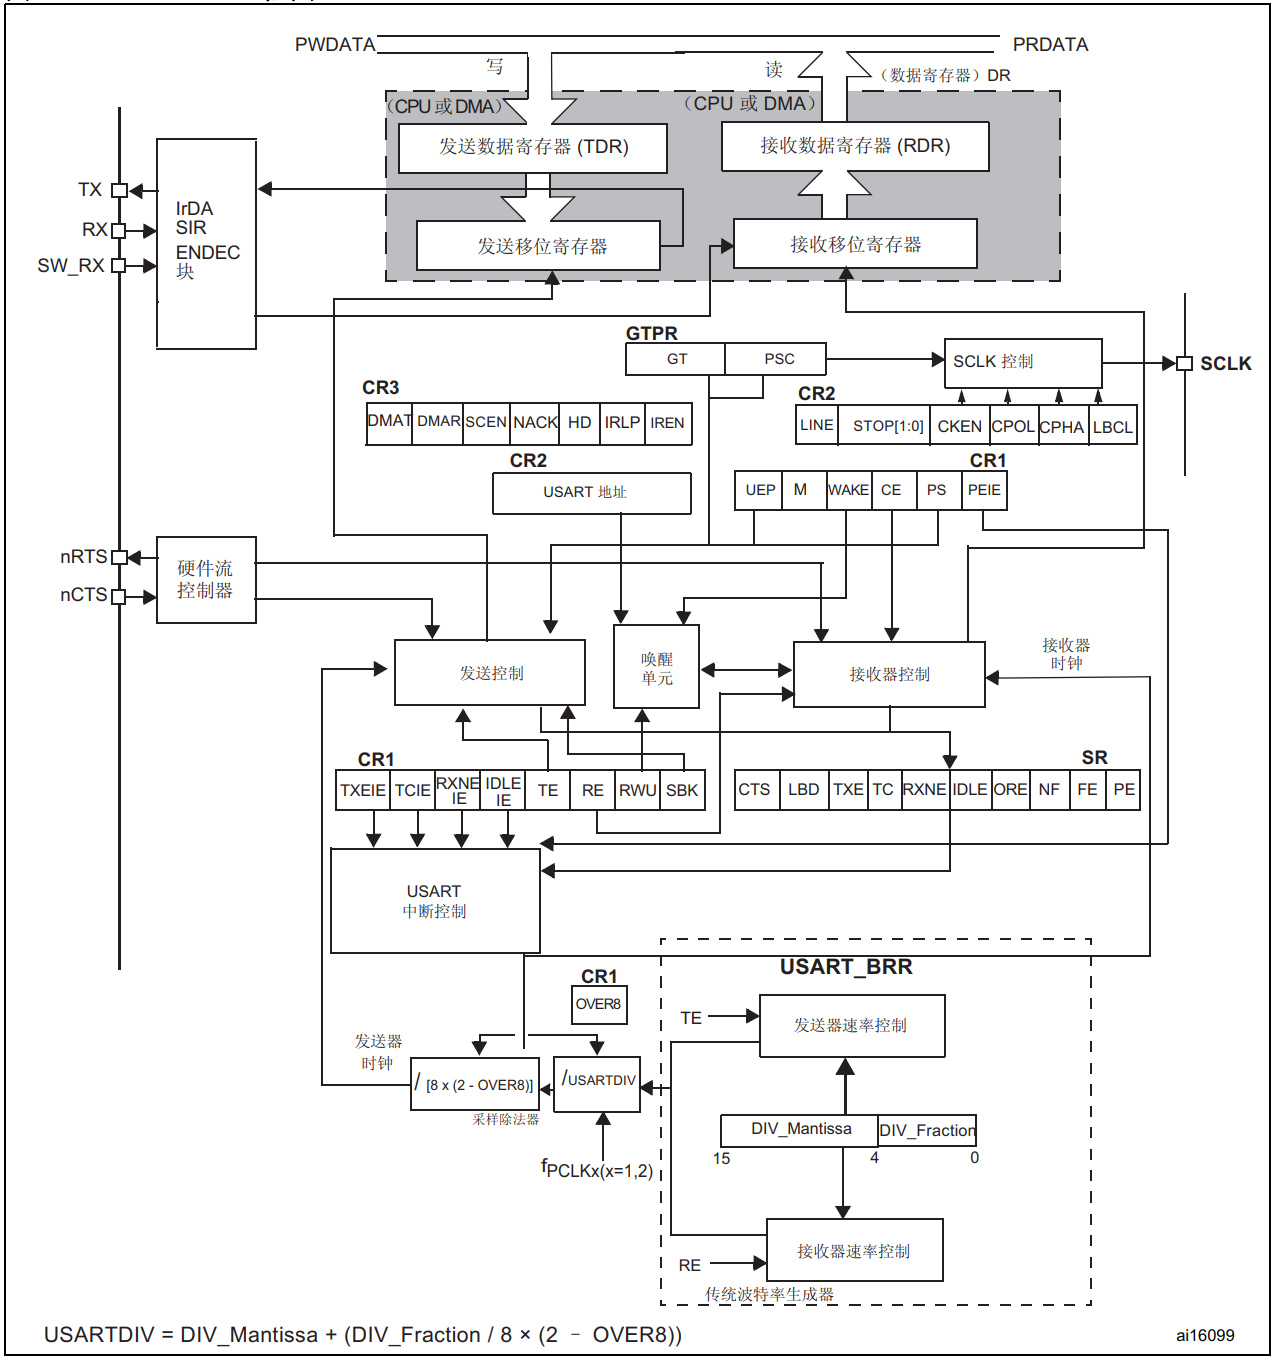 PWDATA
PRDATA
写
读
（数据寄存器）DR
（CPU 或 DMA）
（CPU 或 DMA）
发送数据寄存器 (TDR)
接收数据寄存器 (RDR)
TX
RX
SW_RX
IrDA
SIR
ENDEC
块
发送移位寄存器
接收移位寄存器
GTPR
GT
PSC
SCLK 控制
SCLK
CR3
DMAT
DMAR
SCEN
NACK
HD
IRLP
IREN
CR2
LINE
STOP[1:0]
CKEN
CPOL
CPHA
LBCL
CR2
USART 地址
CR1
UEP
M
WAKE
CE
PS
PEIE
nRTS
nCTS
硬件流
控制器
发送控制
唤醒
单元
接收器控制
接收器
时钟
CR1
TXEIE
TCIE
RXNE
IE
IDLE
IE
TE
RE
RWU
SBK
SR
CTS
LBD
TXE
TC
RXNE
IDLE
ORE
NF
FE
PE
USART
中断控制
CR1
OVER8
USART_BRR
TE
发送器速率控制
发送器
时钟
/ [8 x (2 - OVER8)]
/USARTDIV
采样除法器
fPCLKx(x=1,2)
DIV_Mantissa
DIV_Fraction
15
4
0
接收器速率控制
RE
传统波特率生成器
USARTDIV = DIV_Mantissa + (DIV_Fraction / 8 × (2 – OVER8))
ai16099